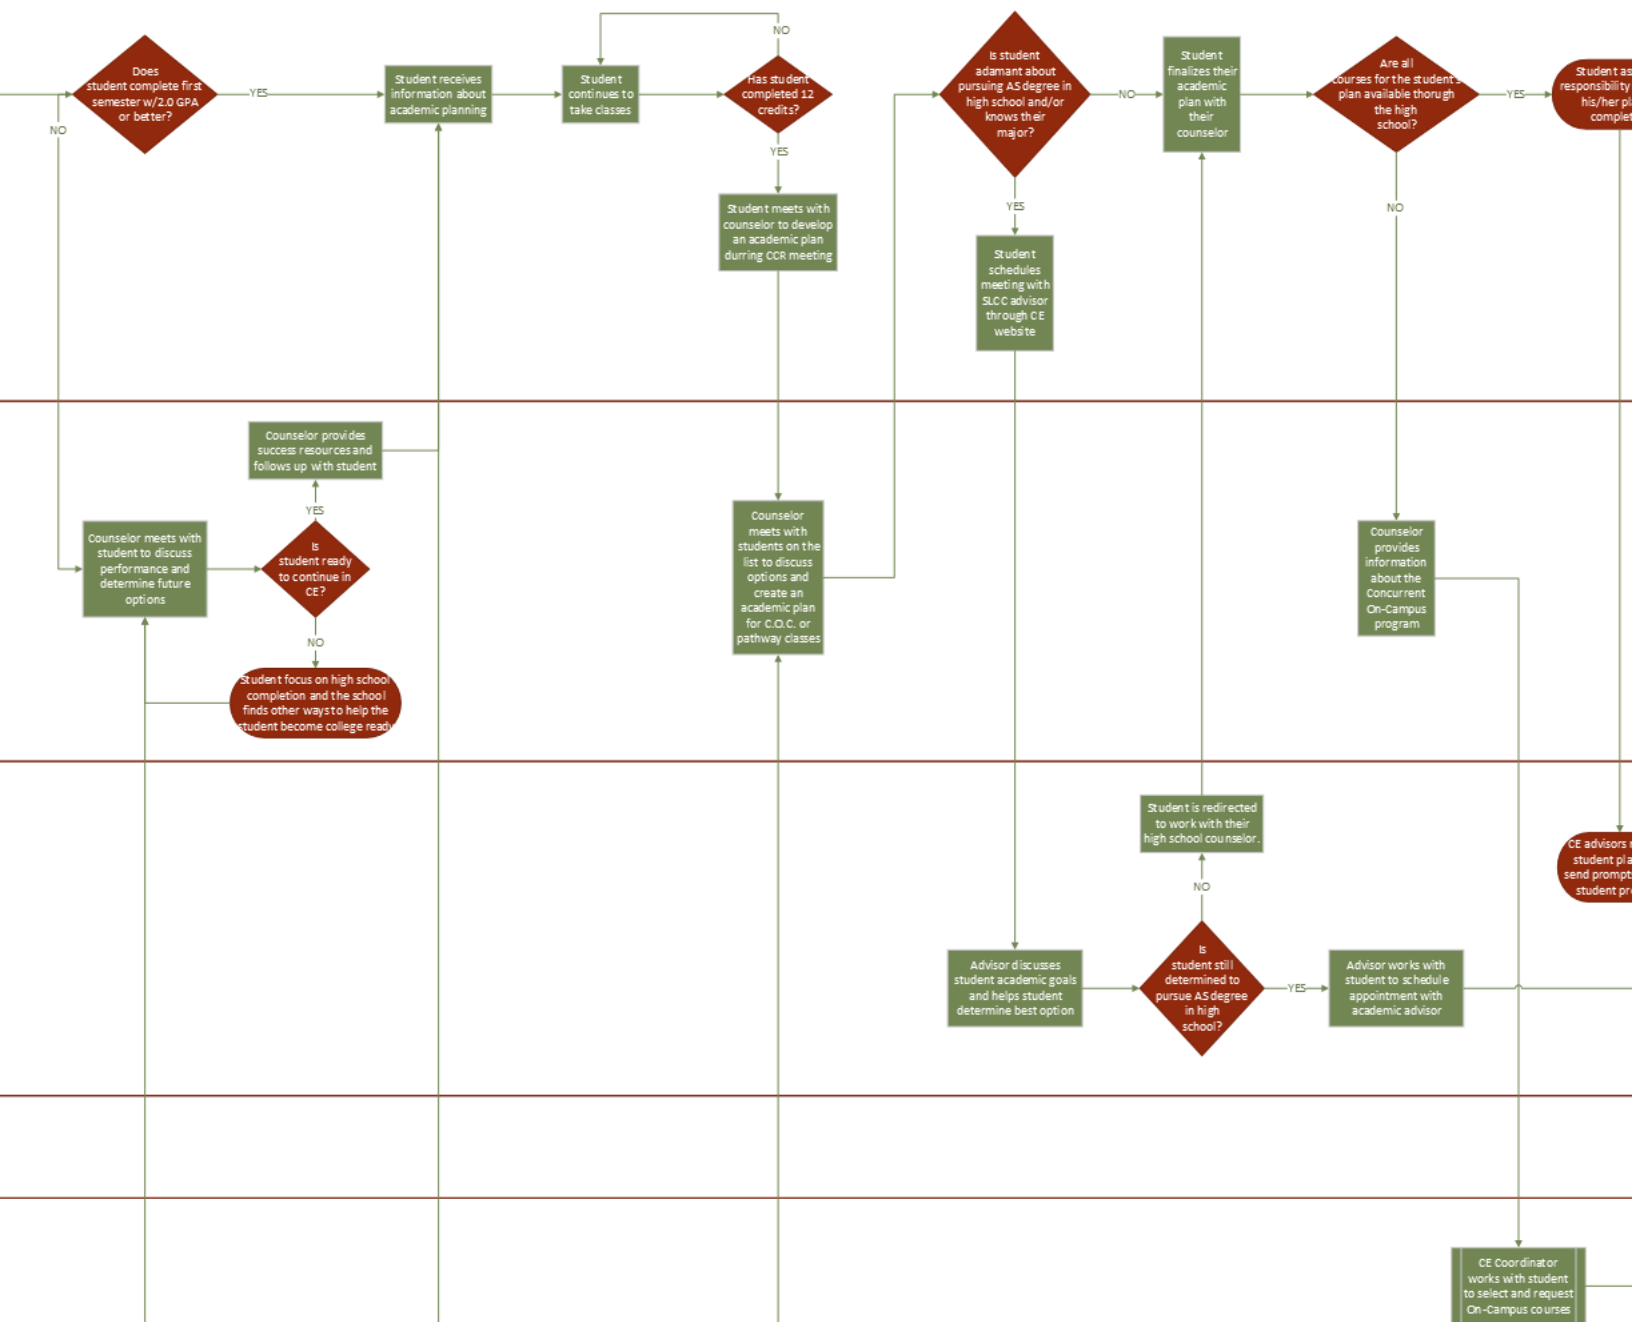 Does
student complete first
semester w/2.0 GPA
or better?
YES
NO
Student receives
information about
academic planning
Student
continues to
take classes
NO
Has student
completed 12
credits?
YES
Student meets with
counselor to develop
an academic plan
durring CCR meeting
Is student
adamant about
pursuing AS degree in
high school and/or
knows their
major?
NO
YES
Student
schedules
meeting with
SLCC advisor
through CE
website
Student
finalizes their
academic
plan with
their
counselor
Are all
courses for the student's
plan available thorugh
the high
school?
YES
NO
Student
responsibility
his/her
Counselor provides
success resources and
follows up with student
YES
Counselor meets with
student to discuss
performance and
determine future
options
Is
student ready
to continue in
CE?
NO
Student focus on high school
completion and the school
finds other ways to help the
student become college ready
Counselor
meets with
students on the
list to discuss
options and
create an
academic plan
for C.O.C. or
pathway classes
Counselor
provides
information
about the
Concurrent
On-Campus
program
Student is redirected
to work with their
high school counselor.
NO
CE advisors
student
send
student
Advisor discusses
student academic goals
and helps student
determine best option
Is
student still
determined to
pursue AS degree
in high
school?
YES
Advisor works with
student to schedule
appointment with
academic advisor
CE Coordinator
works with student
to select and request
On-Campus courses